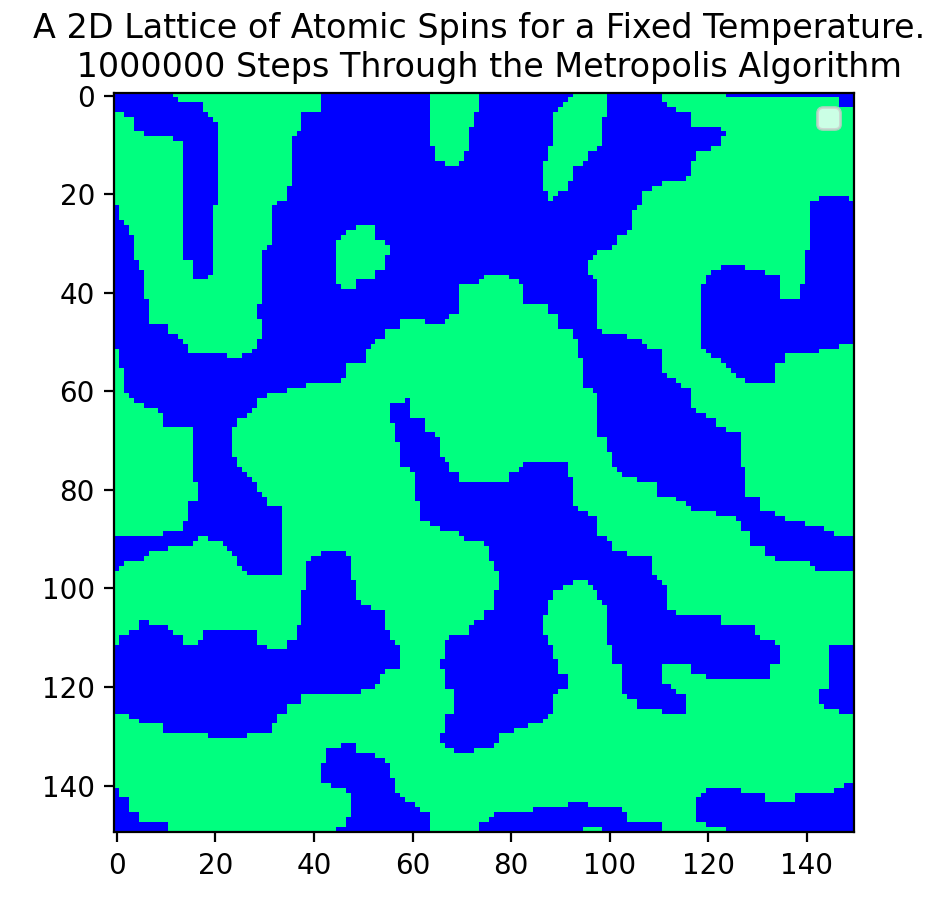 A 2D Lattice of Atomic Spins for a Fixed Temperature.
1000000 Steps Through the Metropolis Algorithm
0
20
40
60
80
100
120
140
0 20 40 60 80 100 120 140